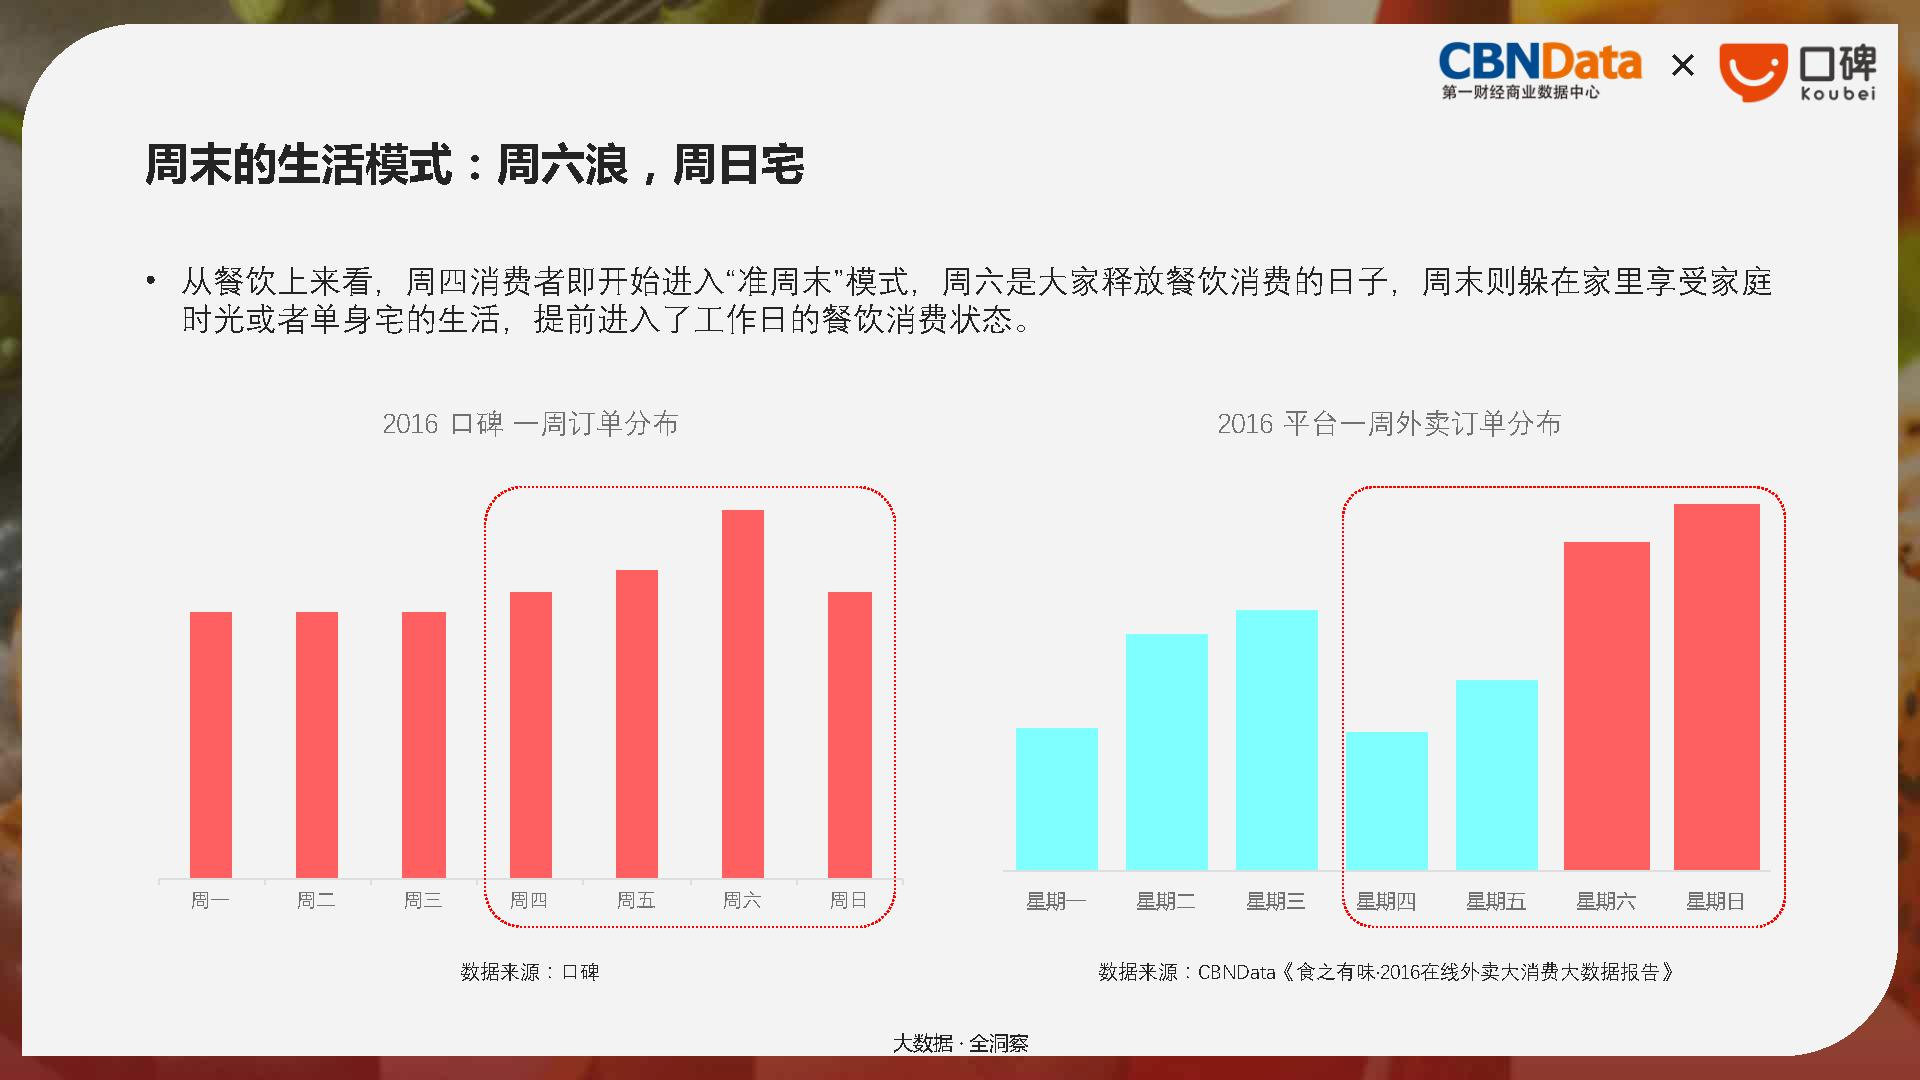 CBNData × 口碑
第一财经商业数据中心 Koubei
周末的生活模式：周六浪，周日宅
• 从餐饮上来看，周四消费者即开始进入“准周末”模式，周六是大家释放餐饮消费的日子，周末则躲在家里享受家庭
时光或者单身宅的生活，提前进入了工作日的餐饮消费状态。
2016 口碑 一周订单分布
周一 周二 周三 周四 周五 周六 周日
数据来源：口碑
2016 平台一周外卖订单分布
星期一 星期二 星期三 星期四 星期五 星期六 星期日
数据来源：CBNData《食之有味·2016在线外卖大消费大数据报告》
大数据 · 全洞察